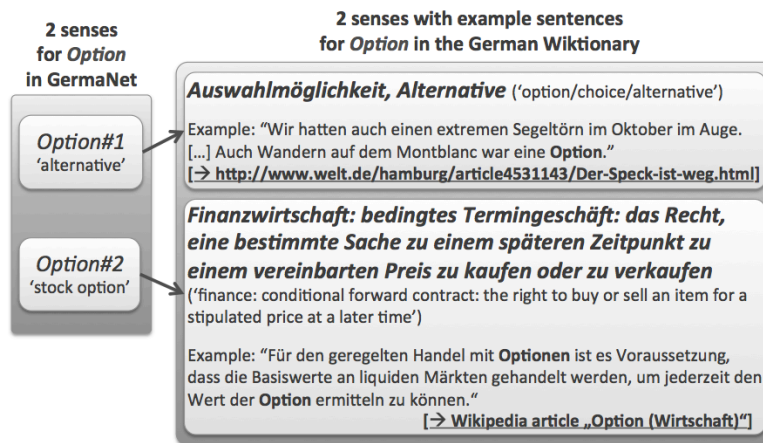 2 senses
for Option
in GermaNet
Option#1
‘alternative’
Option#2
‘stock option’
2 senses with example sentences
for Option in the German Wiktionary
Auswahlmöglichkeit, Alternative (‘option/choice/alternative’)
Example: “Wir hatten auch einen extremen Segeltörn im Oktober im Auge.
[…] Auch Wandern auf dem Montblanc war eine Option.”
[→ http://www.welt.de/hamburg/article4531143/Der-Speck-ist-weg.html]
Finanzwirtschaft: bedingtes Termingeschäft: das Recht,
eine bestimmte Sache zu einem späteren Zeitpunkt zu
einem vereinbarten Preis zu kaufen oder zu verkaufen
(‘finance: conditional forward contract: the right to buy or sell an item for a
stipulated price at a later time’)
Example: “Für den geregelten Handel mit Optionen ist es Voraussetzung,
dass die Basiswerte an liquiden Märkten gehandelt werden, um jederzeit den
Wert der Option ermitteln zu können.“
[→ Wikipedia article „Option (Wirtschaft)“]